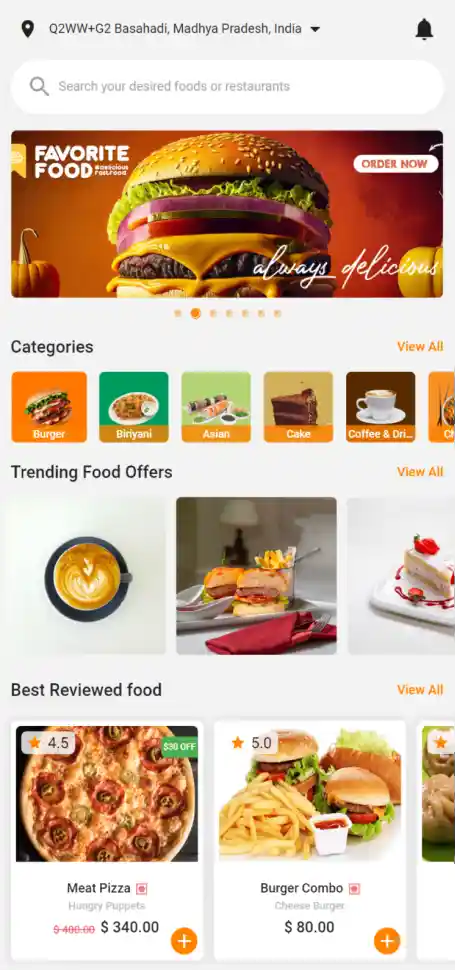 Q2WW+G2 Basahadi, Madhya Pradesh, India
Search your desired foods or restaurants
FAVORITE
FOOD #delicious
FastFood
ORDER NOW
always delicious
Categories
View All
Burger
Biriyani
Asian
Cake
Coffee & Dri...
Ch
Trending Food Offers
View All
Best Reviewed food
View All
4.5
$30 OFF
5.0
Meat Pizza
Burger Combo
Hungry Puppets
Cheese Burger
$ 400.00 $ 340.00
$ 80.00